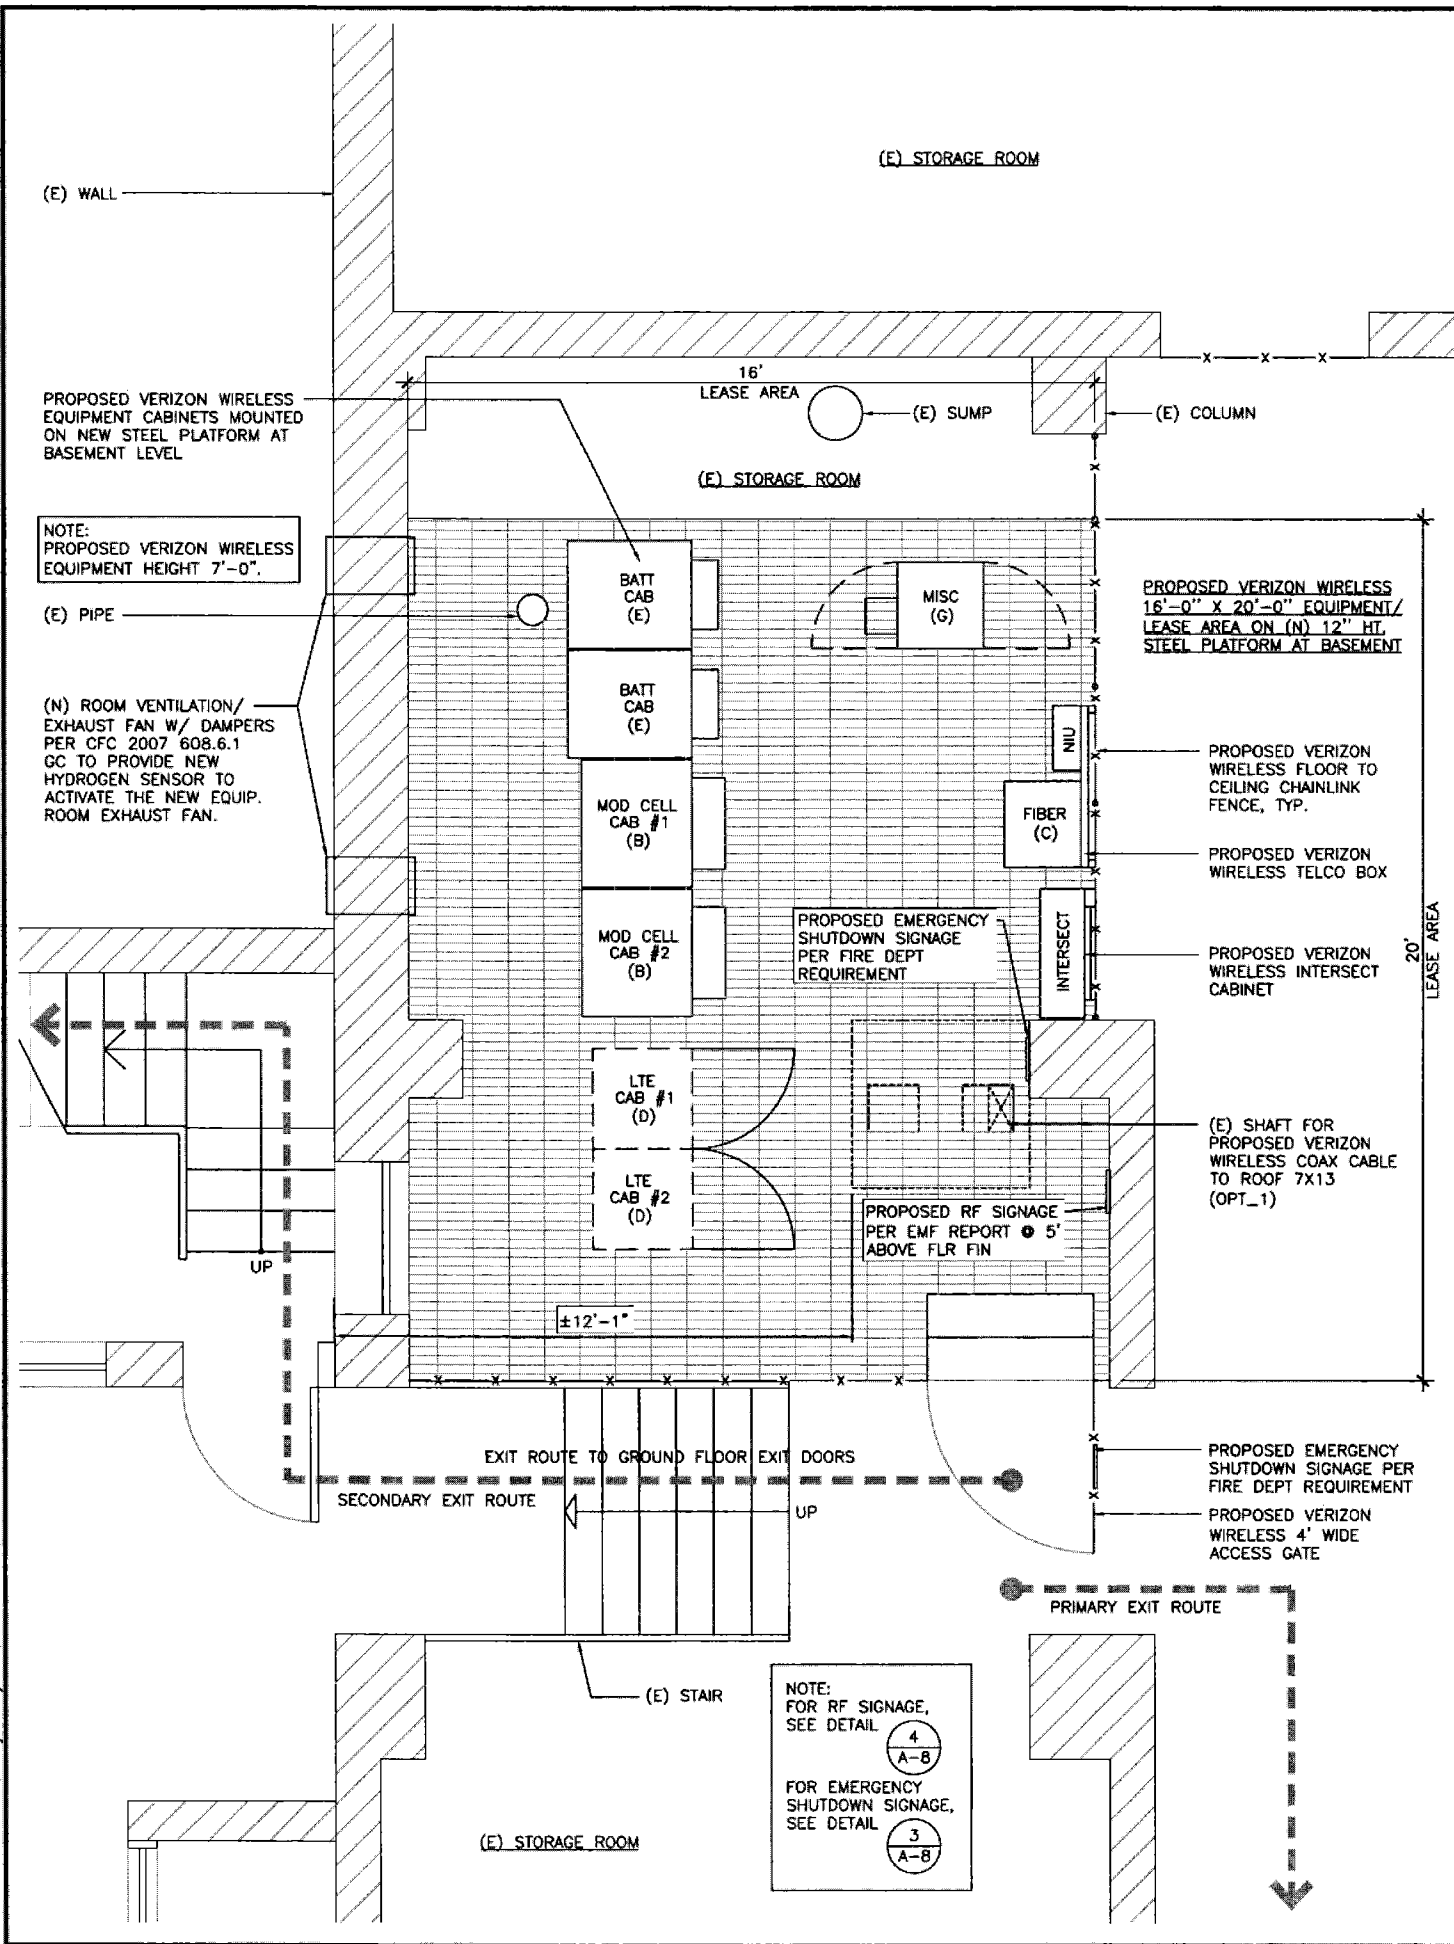 (E) STORAGE ROOM
(E) WALL
16'
LEASE AREA
(E) SUMP
(E) COLUMN
PROPOSED VERIZON WIRELESS
EQUIPMENT CABINETS MOUNTED
ON NEW STEEL PLATFORM AT
BASEMENT LEVEL
(E) STORAGE ROOM
NOTE:
PROPOSED VERIZON WIRELESS
EQUIPMENT HEIGHT 7'-0".
(E) PIPE
BATT
CAB
(E)
MISC
(G)
PROPOSED VERIZON WIRELESS
16'-0" X 20'-0" EQUIPMENT/
LEASE AREA ON (N) 12" HT.
STEEL PLATFORM AT BASEMENT
(N) ROOM VENTILATION/
EXHAUST FAN W/ DAMPERS
PER CFC 2007 608.6.1
GC TO PROVIDE NEW
HYDROGEN SENSOR TO
ACTIVATE THE NEW EQUIP.
ROOM EXHAUST FAN.
BATT
CAB
(E)
NIU
PROPOSED VERIZON
WIRELESS FLOOR TO
CEILING CHAINLINK
FENCE, TYP.
MOD CELL
CAB #1
(B)
FIBER
(C)
PROPOSED VERIZON
WIRELESS TELCO BOX
MOD CELL
CAB #2
(B)
PROPOSED EMERGENCY
SHUTDOWN SIGNAGE
PER FIRE DEPT
REQUIREMENT
INTERSECT
PROPOSED VERIZON
WIRELESS INTERSECT
CABINET
20'
LEASE AREA
LTE
CAB #1
(D)
LTE
CAB #2
(D)
(E) SHAFT FOR
PROPOSED VERIZON
WIRELESS COAX CABLE
TO ROOF 7X13
(OPT_1)
PROPOSED RF SIGNAGE
PER EMF REPORT @ 5'
ABOVE FLR FIN
UP
±12'-1"
EXIT ROUTE TO GROUND FLOOR EXIT DOORS
SECONDARY EXIT ROUTE
UP
PROPOSED EMERGENCY
SHUTDOWN SIGNAGE PER
FIRE DEPT REQUIREMENT
PROPOSED VERIZON
WIRELESS 4' WIDE
ACCESS GATE
PRIMARY EXIT ROUTE
(E) STAIR
NOTE:
FOR RF SIGNAGE,
SEE DETAIL
4
A-8
FOR EMERGENCY
SHUTDOWN SIGNAGE,
SEE DETAIL
3
A-8
(E) STORAGE ROOM